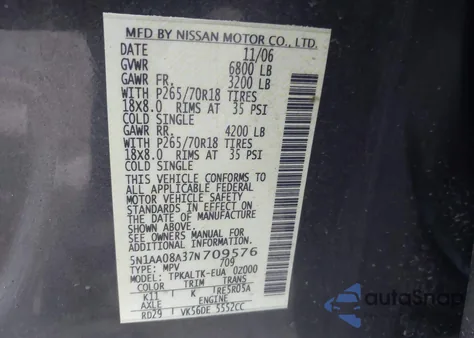 MFD BY NISSAN MOTOR CO., LTD.
DATE 11/06
GVWR 6800 LB
GAWR FR. 3200 LB
WITH P265/70R18 TIRES
18x8.0 RIMS AT 35 PSI
COLD SINGLE
GAWR RR. 4200 LB
WITH P265/70R18 TIRES
18x8.0 RIMS AT 35 PSI
COLD SINGLE
THIS VEHICLE CONFORMS TO
ALL APPLICABLE FEDERAL
MOTOR VEHICLE SAFETY
STANDARDS IN EFFECT ON
THE DATE OF MANUFACTURE
SHOWN ABOVE.
SEE OWNER'S MANUAL FOR
ADDITIONAL INFORMATION.
5N1AA08A37N709576
TYPE: MPV 709
MODEL: TPKALTK-EUA 02000
COLOR TRIM TRANS
K11 K RE5R05A
AXLE ENGINE
RD29 VK56DE 5552CC
AutoSnap